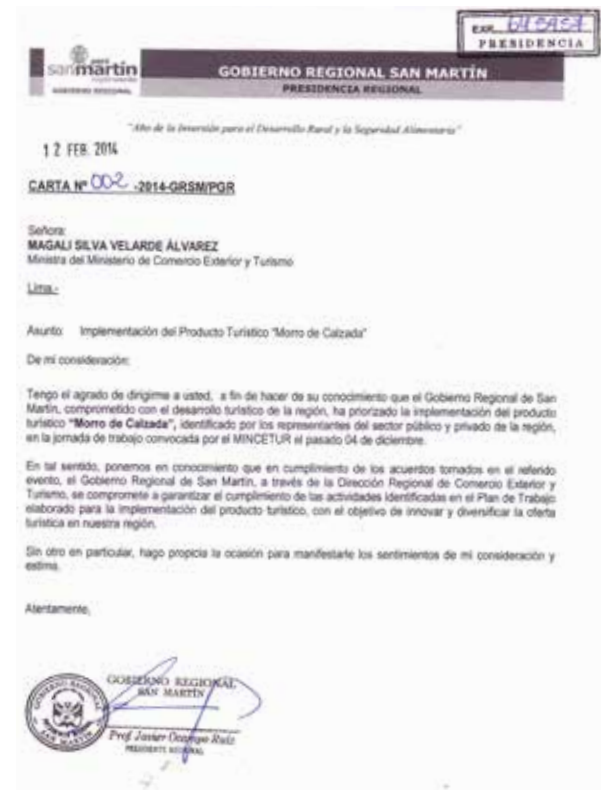 EXP.
PRESIDENCIA
sanmartin
GOBIERNO REGIONAL
GOBIERNO REGIONAL SAN MARTÍN
PRESIDENCIA REGIONAL
"Año de la Inversión para el Desarrollo Rural y la Seguridad Alimentaria"
12 FEB. 2014
CARTA Nº 002 -2014-GRSM/PGR
Señora:
MAGALI SILVA VELARDE ÁLVAREZ
Ministra del Ministerio de Comercio Exterior y Turismo
Lima.-
Asunto: Implementación del Producto Turístico "Morro de Calzada"
De mi consideración:
Tengo el agrado de dirigirme a usted, a fin de hacer de su conocimiento que el Gobierno Regional de San
Martín, comprometido con el desarrollo turístico de la región, ha priorizado la implementación del producto
turístico "Morro de Calzada", identificado por los representantes del sector público y privado de la región,
en la jornada de trabajo convocada por el MINCETUR el pasado 04 de diciembre.
En tal sentido, ponemos en conocimiento que en cumplimiento de los acuerdos tomados en el referido
evento, el Gobierno Regional de San Martín, a través de la Dirección Regional de Comercio Exterior y
Turismo, se compromete a garantizar el cumplimiento de las actividades identificadas en el Plan de Trabajo
elaborado para la implementación del producto turístico, con el objetivo de innovar y diversificar la oferta
turística en nuestra región.
Sin otro en particular, hago propicia la ocasión para manifestarle los sentimientos de mi consideración y
estima.
Atentamente,
GOBIERNO REGIONAL
SAN MARTÍN
Prof. Javier Ocampo Ruiz
PRESIDENTE REGIONAL
GOBIERNO REGIONAL
SAN MARTIN